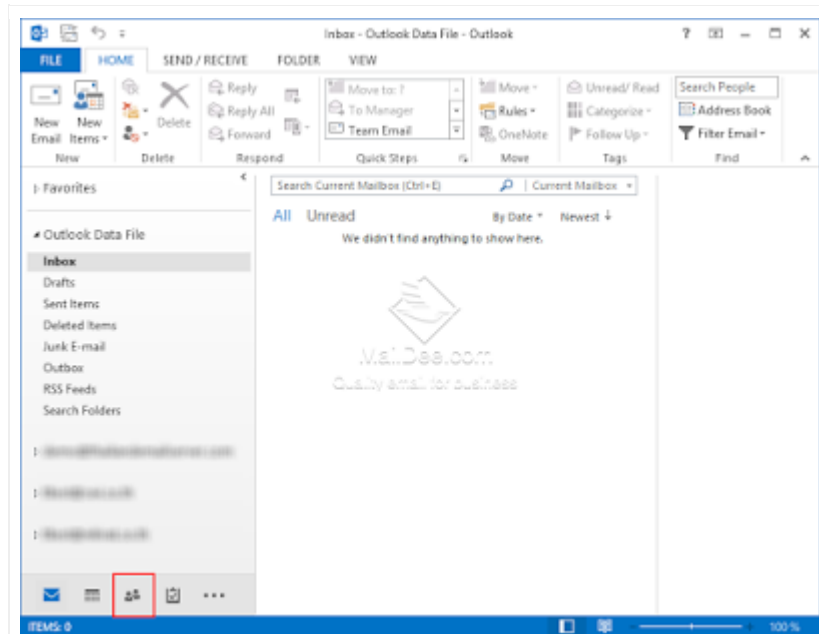 Inbox - Outlook Data File - Outlook
FILE HOME SEND / RECEIVE FOLDER VIEW
New Email
New Items
Delete
Reply
Reply All
Forward
Move to: ?
To Manager
Team Email
Move
Rules
OneNote
Unread/ Read
Categorize
Follow Up
Search People
Address Book
Filter Email
New Delete Respond Quick Steps Move Tags Find
Favorites
Search Current Mailbox (Ctrl+E) Current Mailbox
All Unread By Date Newest
We didn't find anything to show here.
Outlook Data File
Inbox
Drafts
Sent Items
Deleted Items
Junk E-mail
Outbox
RSS Feeds
Search Folders
MailDee.com
Quality email for business
ITEMS: 0 100 %